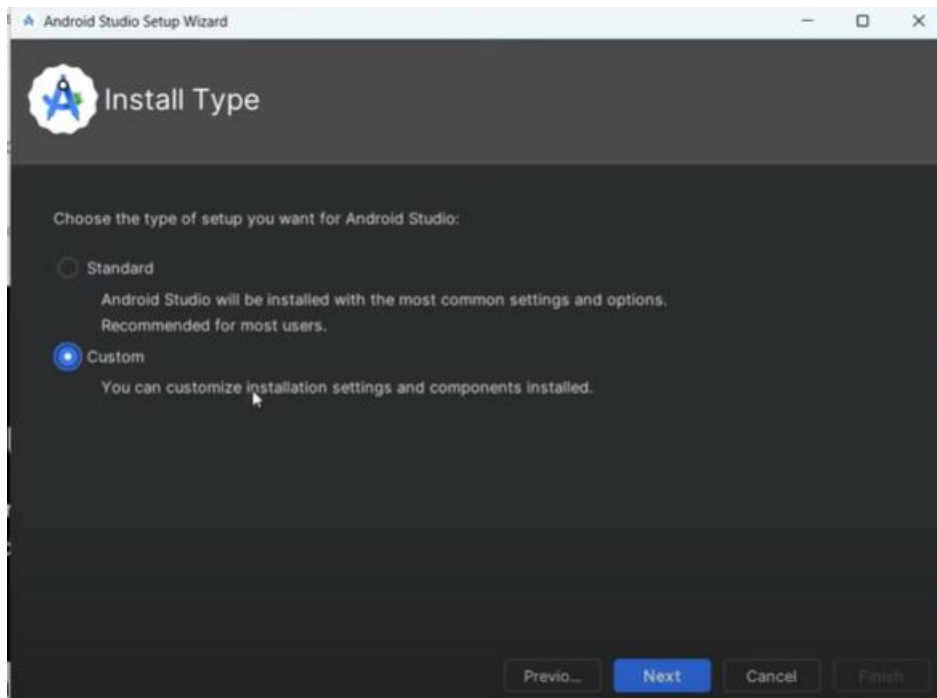 Android Studio Setup Wizard
Install Type
Choose the type of setup you want for Android Studio:
Standard
Android Studio will be installed with the most common settings and options.
Recommended for most users.
Custom
You can customize installation settings and components installed.
Previo...
Next
Cancel
Finish